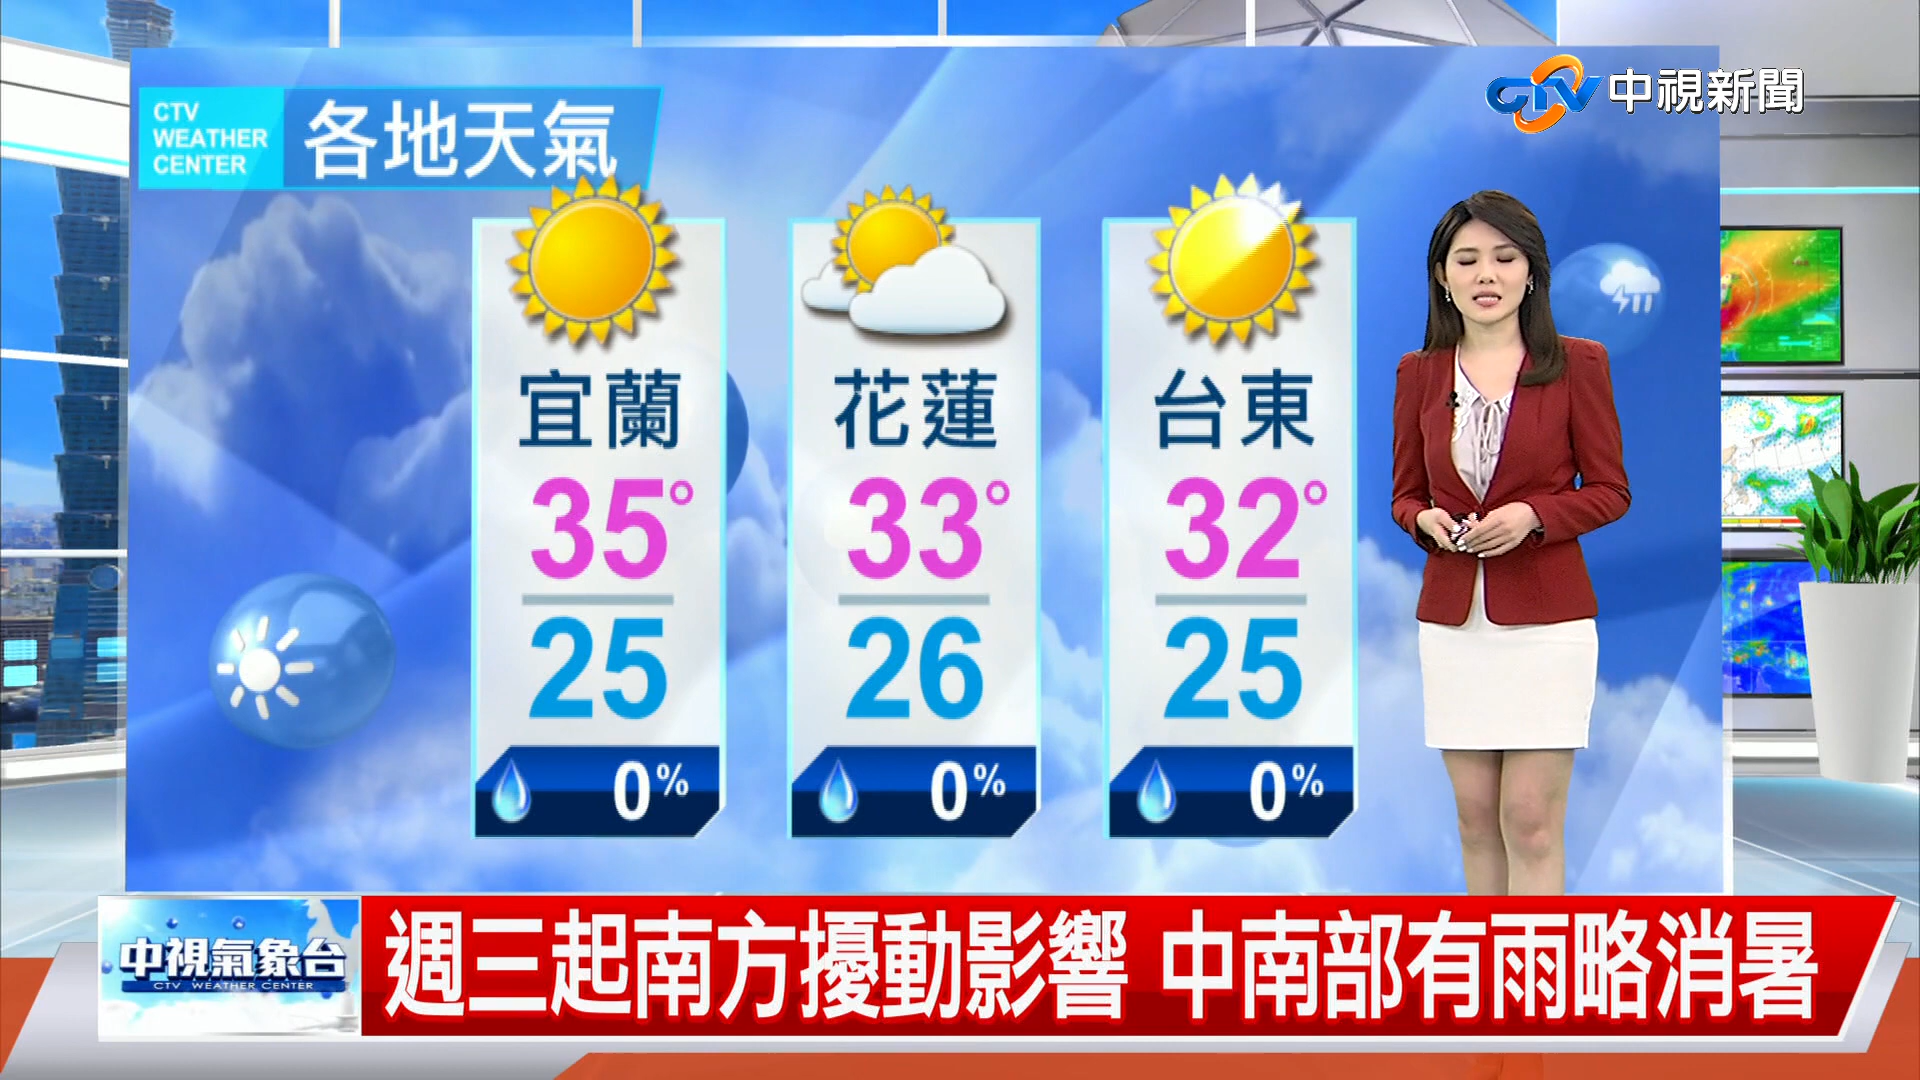 CTV
WEATHER
CENTER
各地天氣
CTV 中視新聞
宜蘭
35°
25
0%
花蓮
33°
26
0%
台東
32°
25
0%
中視氣象台
CTV WEATHER CENTER
週三起南方擾動影響 中南部有雨略消暑